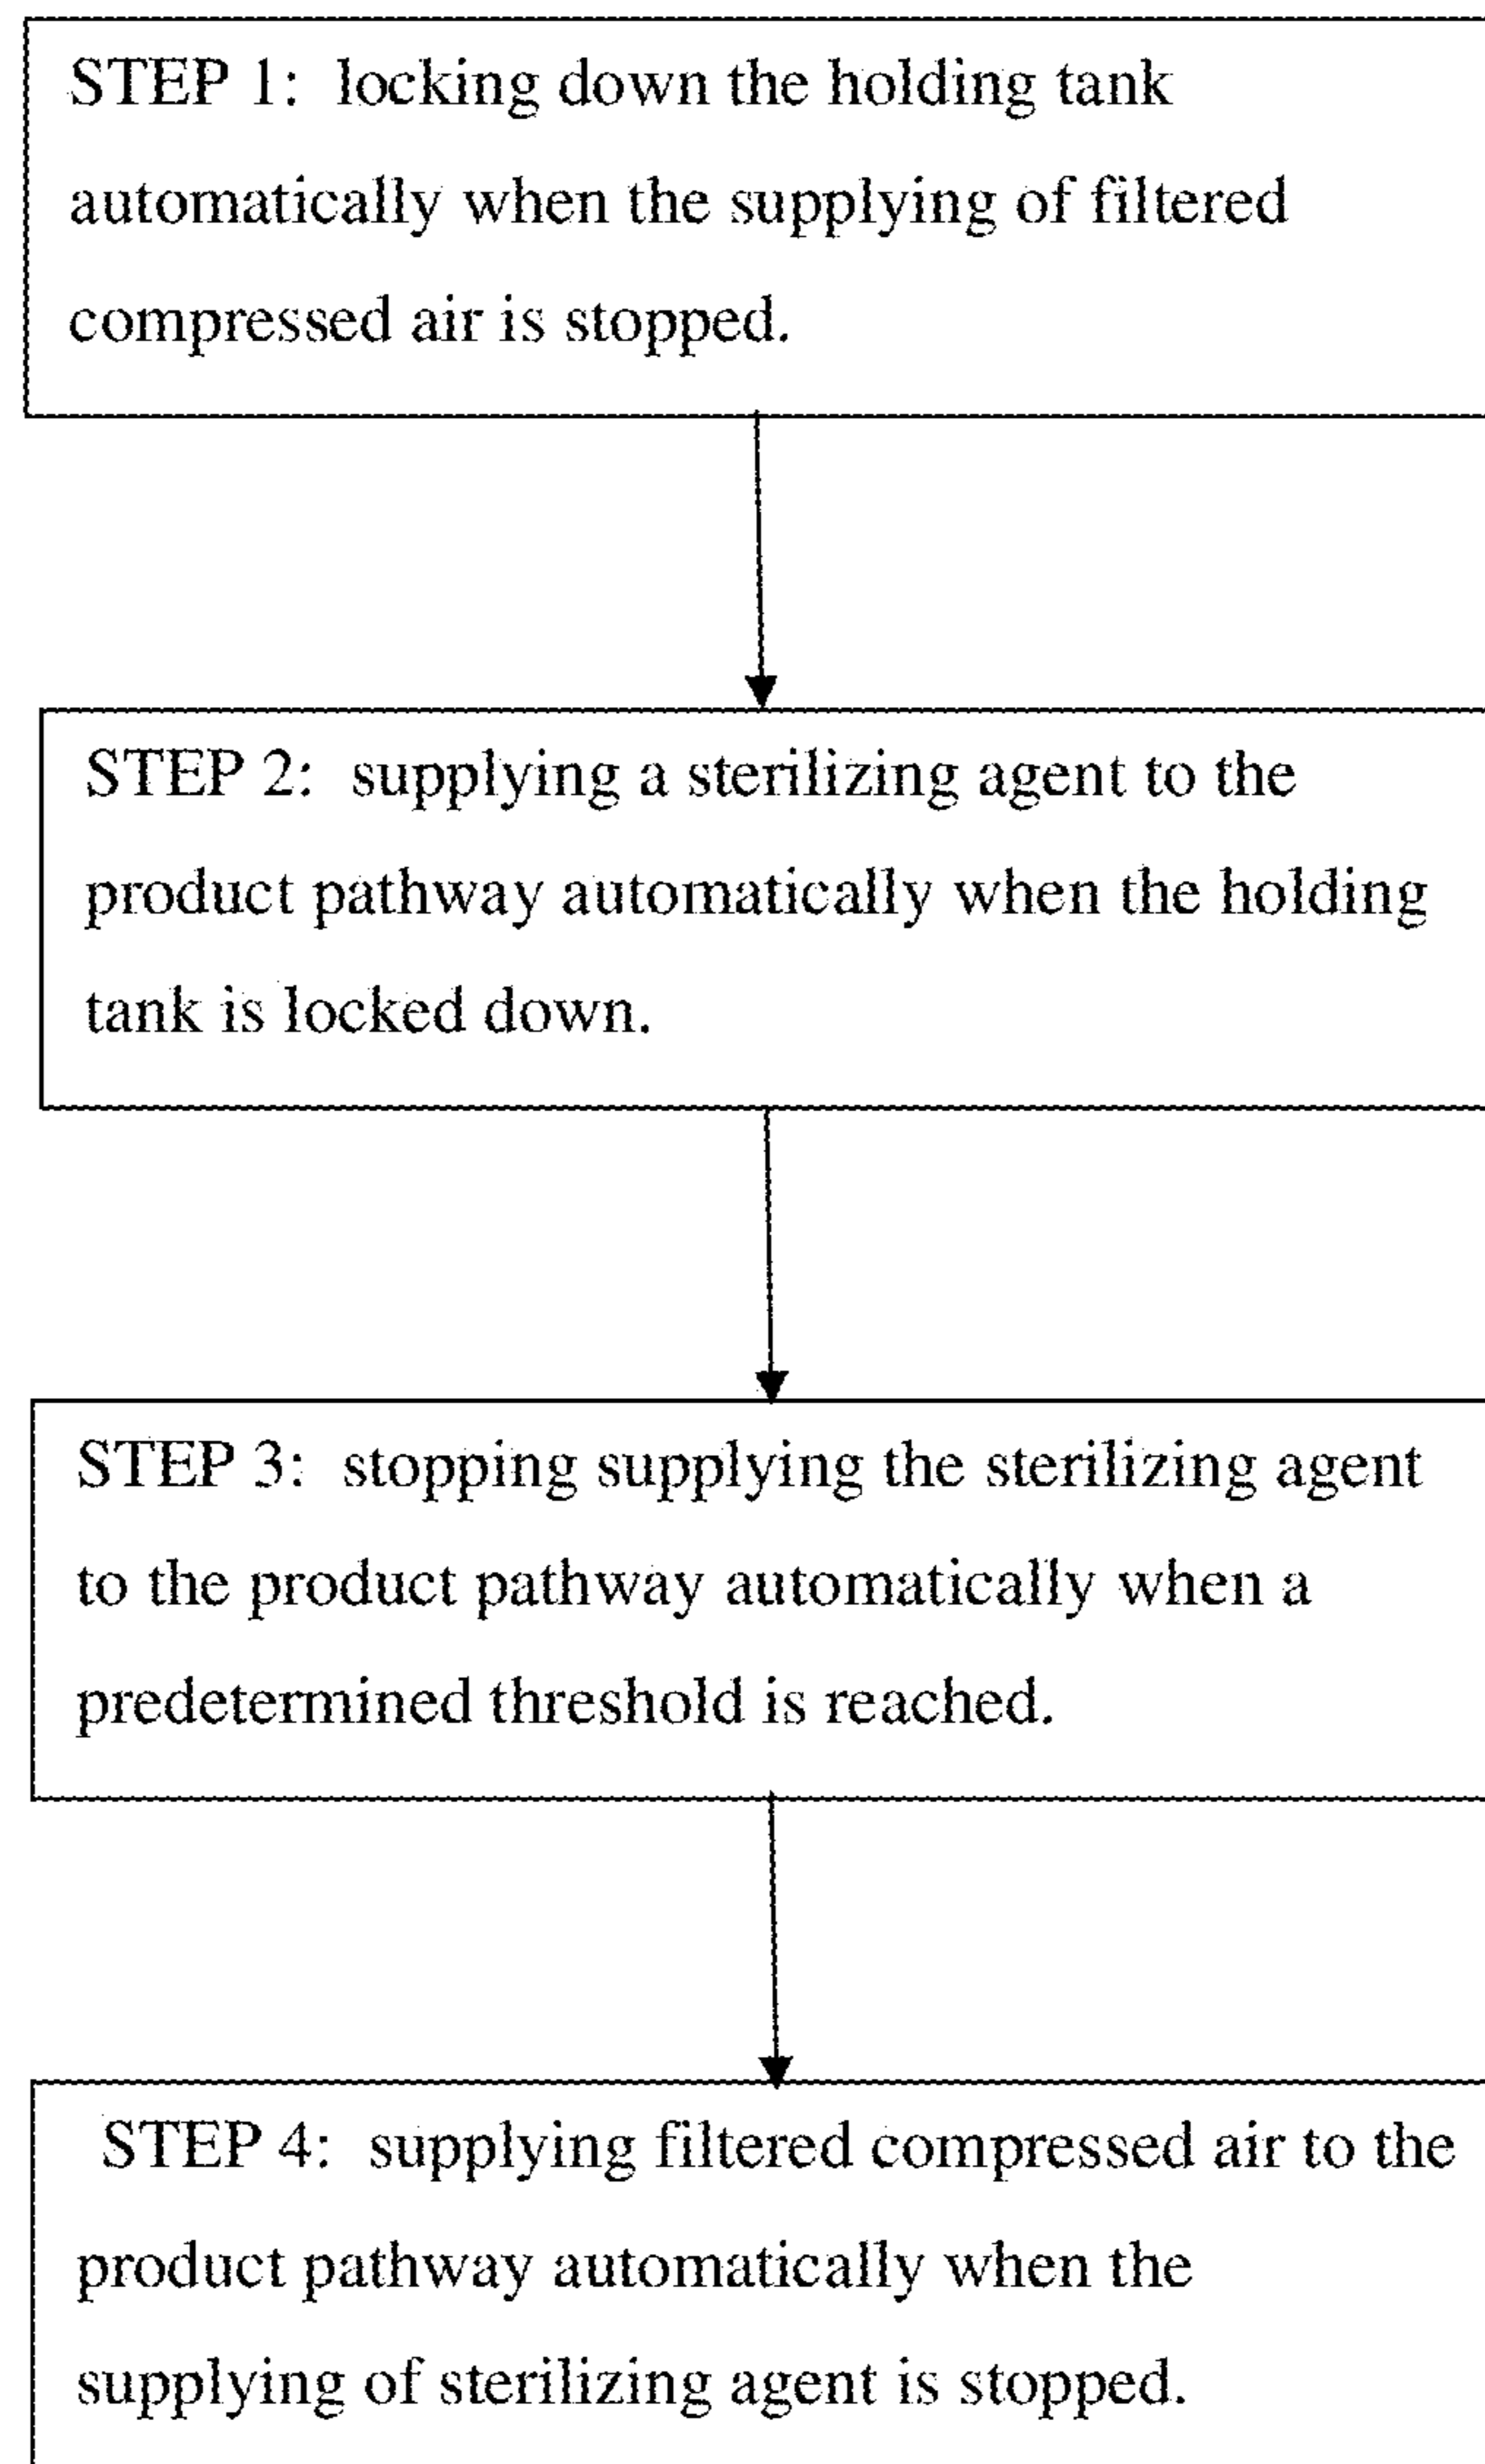 STEP 1: locking down the holding tank
automatically when the supplying of filtered
compressed air is stopped.
STEP 2: supplying a sterilizing agent to the
product pathway automatically when the holding
tank is locked down.
STEP 3: stopping supplying the sterilizing agent
to the product pathway automatically when a
predetermined threshold is reached.
STEP 4: supplying filtered compressed air to the
product pathway automatically when the
supplying of sterilizing agent is stopped.